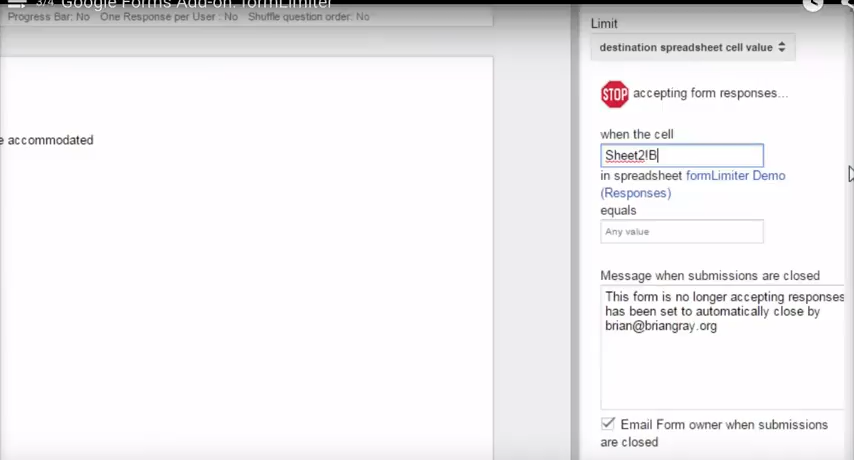 3/4 Google Forms Add-on: formLimiter
Progress Bar: No One Response per User : No Shuffle question order: No
Limit
destination spreadsheet cell value
STOP accepting form responses...
e accommodated
when the cell
Sheet2!B
in spreadsheet formLimiter Demo
(Responses)
equals
Any value
Message when submissions are closed
This form is no longer accepting responses
has been set to automatically close by
brian@briangray.org
Email Form owner when submissions
are closed